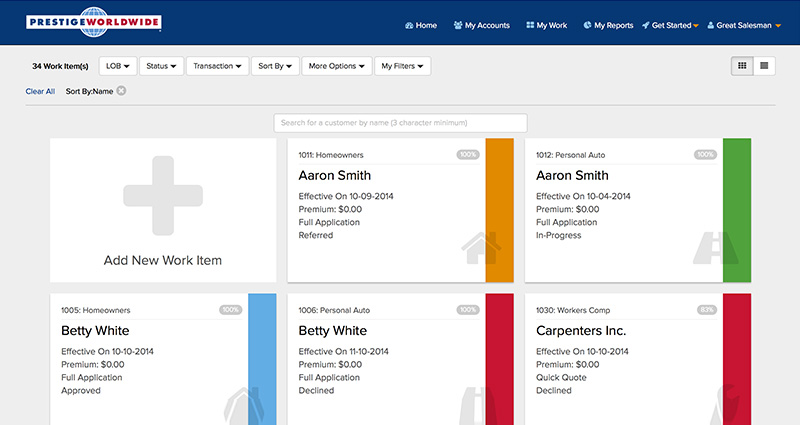 PRESTIGEWORLDWIDE
Home
My Accounts
My Work
My Reports
Get Started
Great Salesman
34 Work Item(s)
LOB
Status
Transaction
Sort By
More Options
My Filters
Clear All
Sort By:Name
Search for a customer by name (3 character minimum)
Add New Work Item
1011: Homeowners
100%
Aaron Smith
Effective On 10-09-2014
Premium: $0.00
Full Application
Referred
1012: Personal Auto
100%
Aaron Smith
Effective On 10-04-2014
Premium: $0.00
Full Application
In-Progress
1005: Homeowners
100%
Betty White
Effective On 10-10-2014
Premium: $0.00
Full Application
Approved
1006: Personal Auto
100%
Betty White
Effective On 11-10-2014
Premium: $0.00
Full Application
Declined
1030: Workers Comp
83%
Carpenters Inc.
Effective On 10-10-2014
Premium: $0.00
Quick Quote
Declined